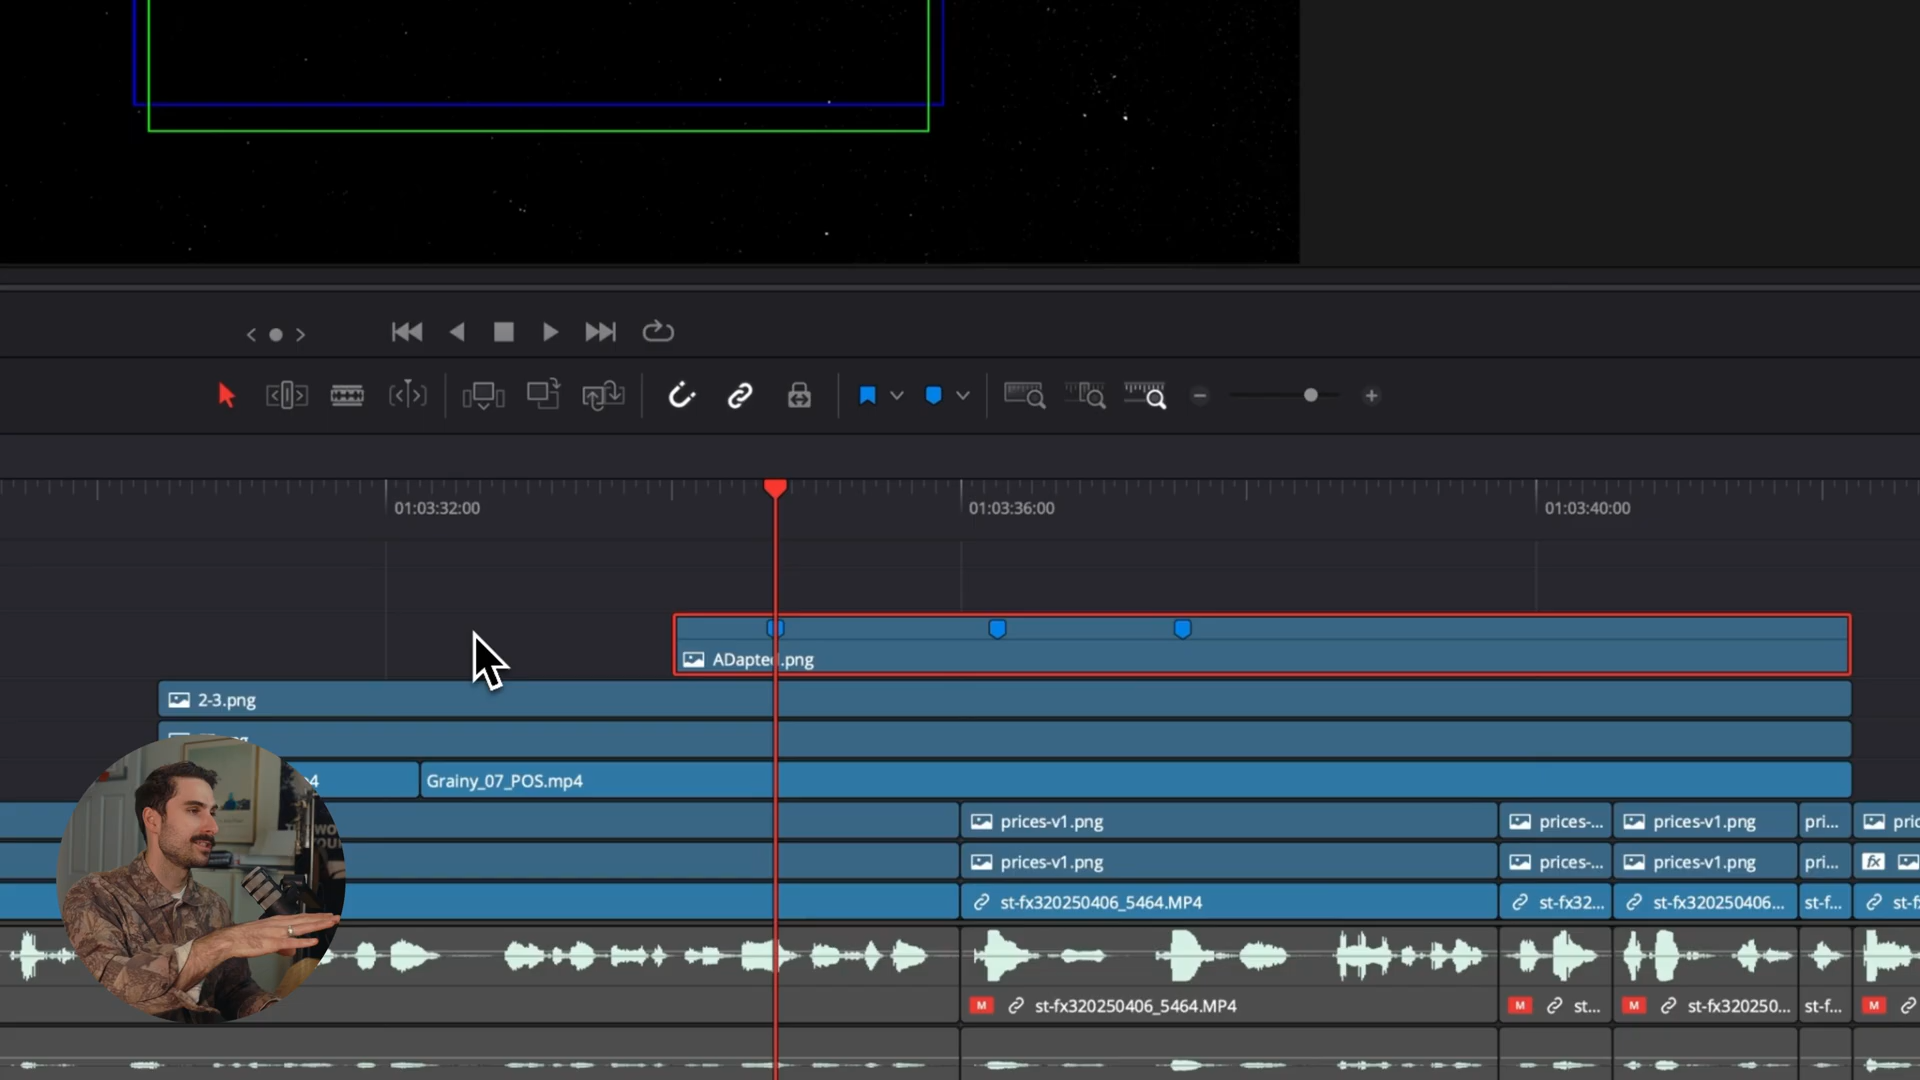 01:03:32:00
01:03:36:00
01:03:40:00
ADapted.png
2-3.png
Grainy_07_POS.mp4
prices-v1.png
prices-...
prices-v1.png
pri...
prices-v1.png
prices-...
prices-v1.png
pri...
fx
st-fx320250406_5464.MP4
st-fx32...
st-fx320250406...
st-f...
M
st-fx320250406_5464.MP4
M
st...
M
st-fx320250...
st-f...
M